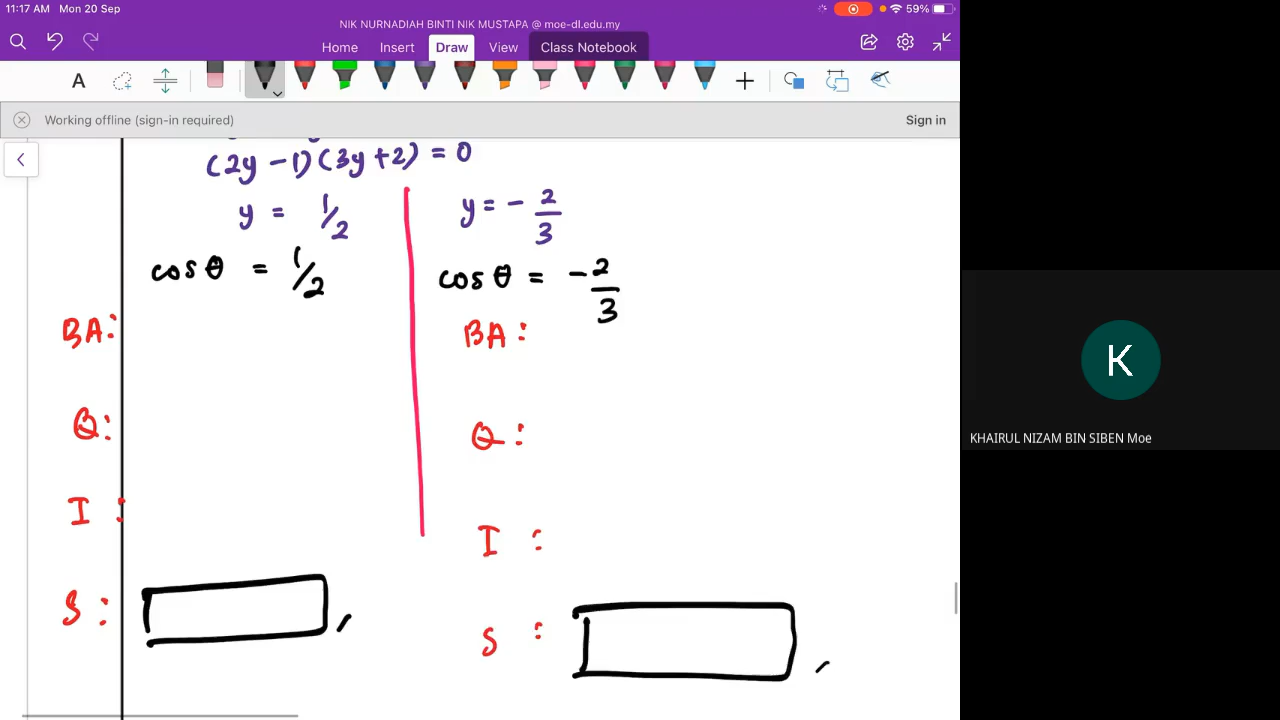 11:17 AM Mon 20 Sep
59%
NIK NURNADIAH BINTI NIK MUSTAPA @ moe-dl.edu.my
Home Insert Draw View Class Notebook
A
Working offline (sign-in required) Sign in
(2y - 1)(3y + 2) = 0
y = 1/2
y = - 2/3
cos θ = 1/2
cos θ = - 2/3
BA:
BA:
Q:
Q:
I :
I :
S :
S :
K
KHAIRUL NIZAM BIN SIBEN Moe